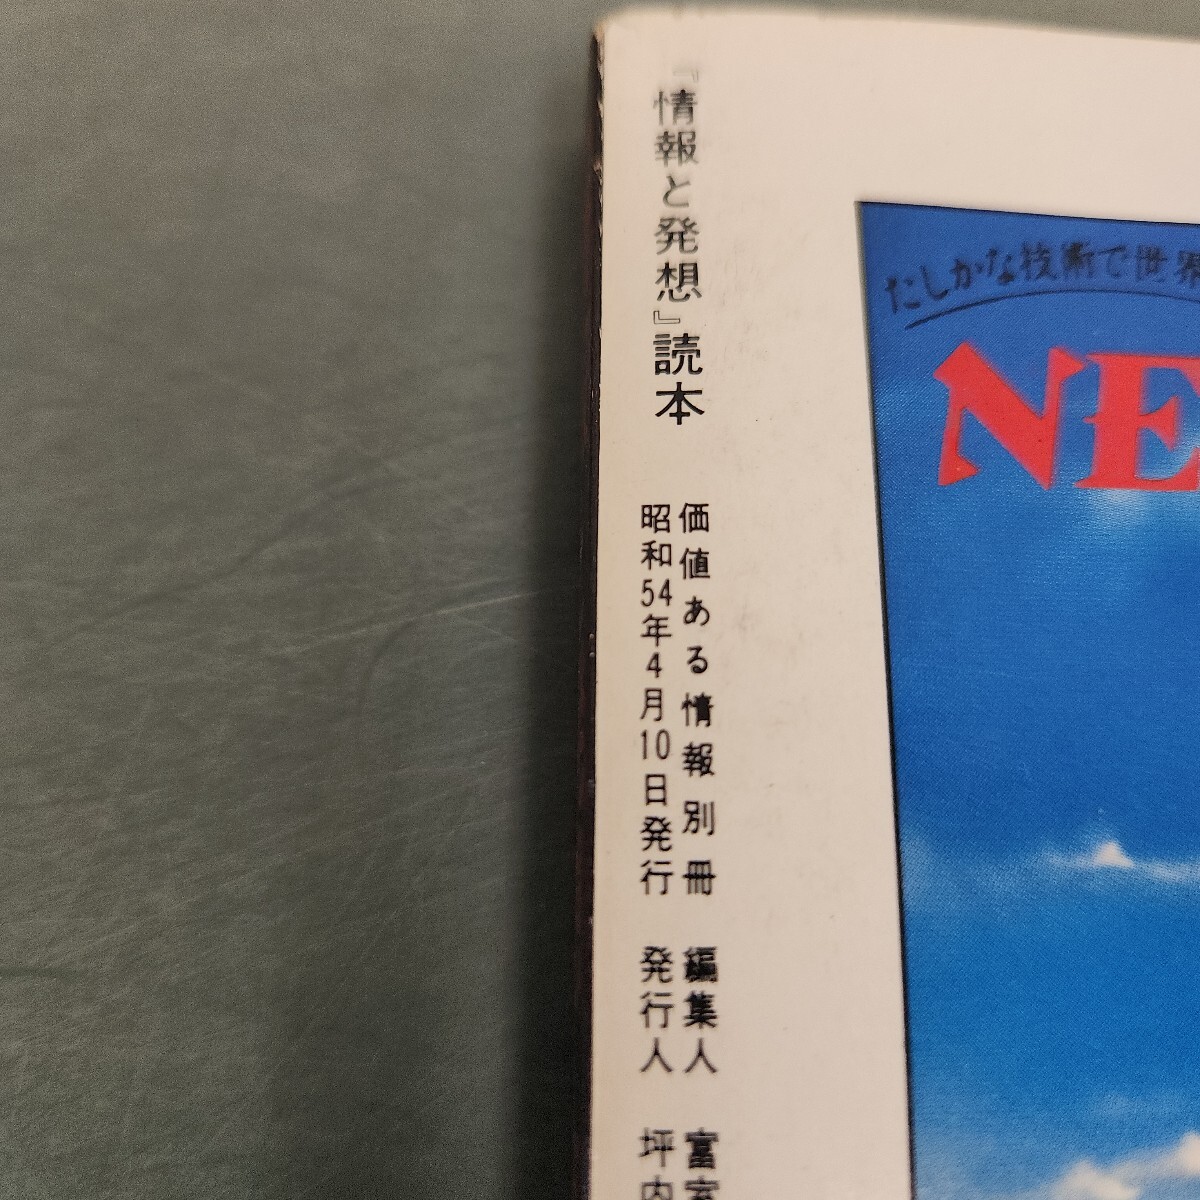 『情報と発想』読本
価値ある情報別冊 編集人 富室
昭和54年4月10日発行 発行人 坪内
たしかな技術で世界
NE